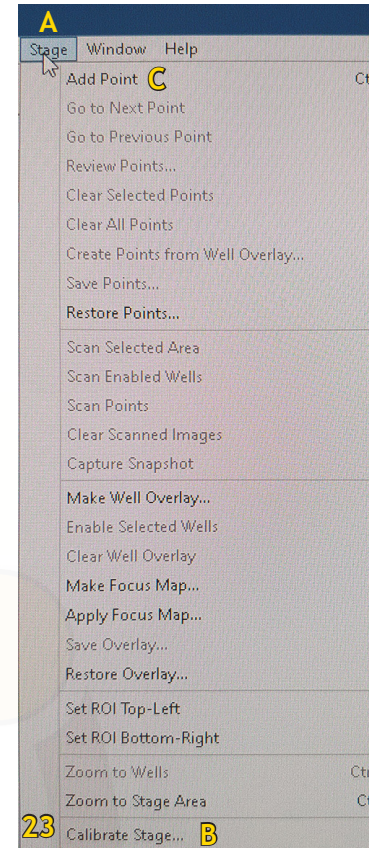 A
Stage Window Help
Add Point C Ct
Go to Next Point
Go to Previous Point
Review Points...
Clear Selected Points
Clear All Points
Create Points from Well Overlay...
Save Points...
Restore Points...
Scan Selected Area
Scan Enabled Wells
Scan Points
Clear Scanned Images
Capture Snapshot
Make Well Overlay...
Enable Selected Wells
Clear Well Overlay
Make Focus Map...
Apply Focus Map...
Save Overlay...
Restore Overlay...
Set ROI Top-Left
Set ROI Bottom-Right
Zoom to Wells Ctr
Zoom to Stage Area Ct
23 Calibrate Stage... B